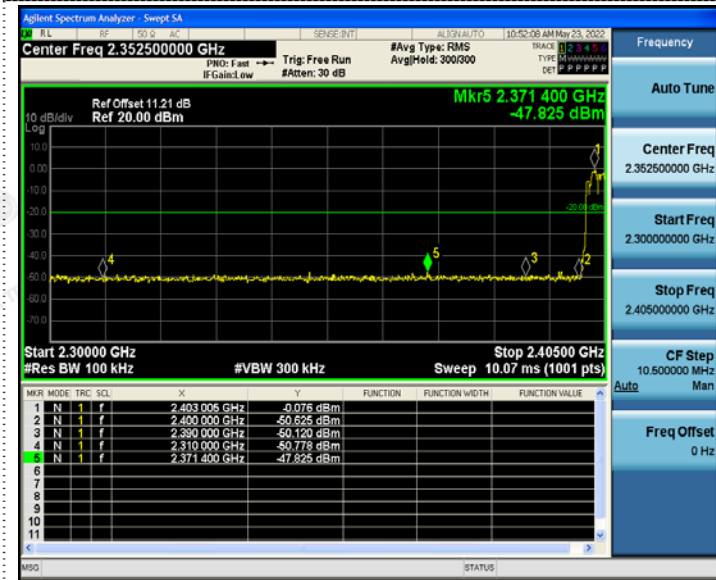 Agilent Spectrum Analyzer - Swept SA
RL RF 50 Ω AC SENSE:INT ALIGN AUTO 10:52:08 AM May 23, 2022
Center Freq 2.352500000 GHz
PNO: Fast
IFGain:Low
Trig: Free Run
#Atten: 30 dB
#Avg Type: RMS
Avg|Hold: 300/300
TRACE 1 2 3 4 5 6
TYPE M
DET P P P P P P
Frequency
Auto Tune
Center Freq
2.352500000 GHz
Start Freq
2.300000000 GHz
Stop Freq
2.405000000 GHz
CF Step
10.500000 MHz
Auto Man
Freq Offset
0 Hz
Mkr5 2.371 400 GHz
-47.825 dBm
Ref Offset 11.21 dB
10 dB/div Ref 20.00 dBm
Log
10.0
0.00
-10.0
-20.0
-30.0
-40.0
-50.0
-60.0
-70.0
-20.08 dBm
1
2
3
4
5
Start 2.30000 GHz Stop 2.40500 GHz
#Res BW 100 kHz #VBW 300 kHz Sweep 10.07 ms (1001 pts)
MKR MODE TRC SCL X Y FUNCTION FUNCTION WIDTH FUNCTION VALUE
1 N 1 f 2.403 005 GHz -0.076 dBm
2 N 1 f 2.400 000 GHz -50.625 dBm
3 N 1 f 2.390 000 GHz -50.120 dBm
4 N 1 f 2.310 000 GHz -50.778 dBm
5 N 1 f 2.371 400 GHz -47.825 dBm
6
7
8
9
10
11
MSG STATUS